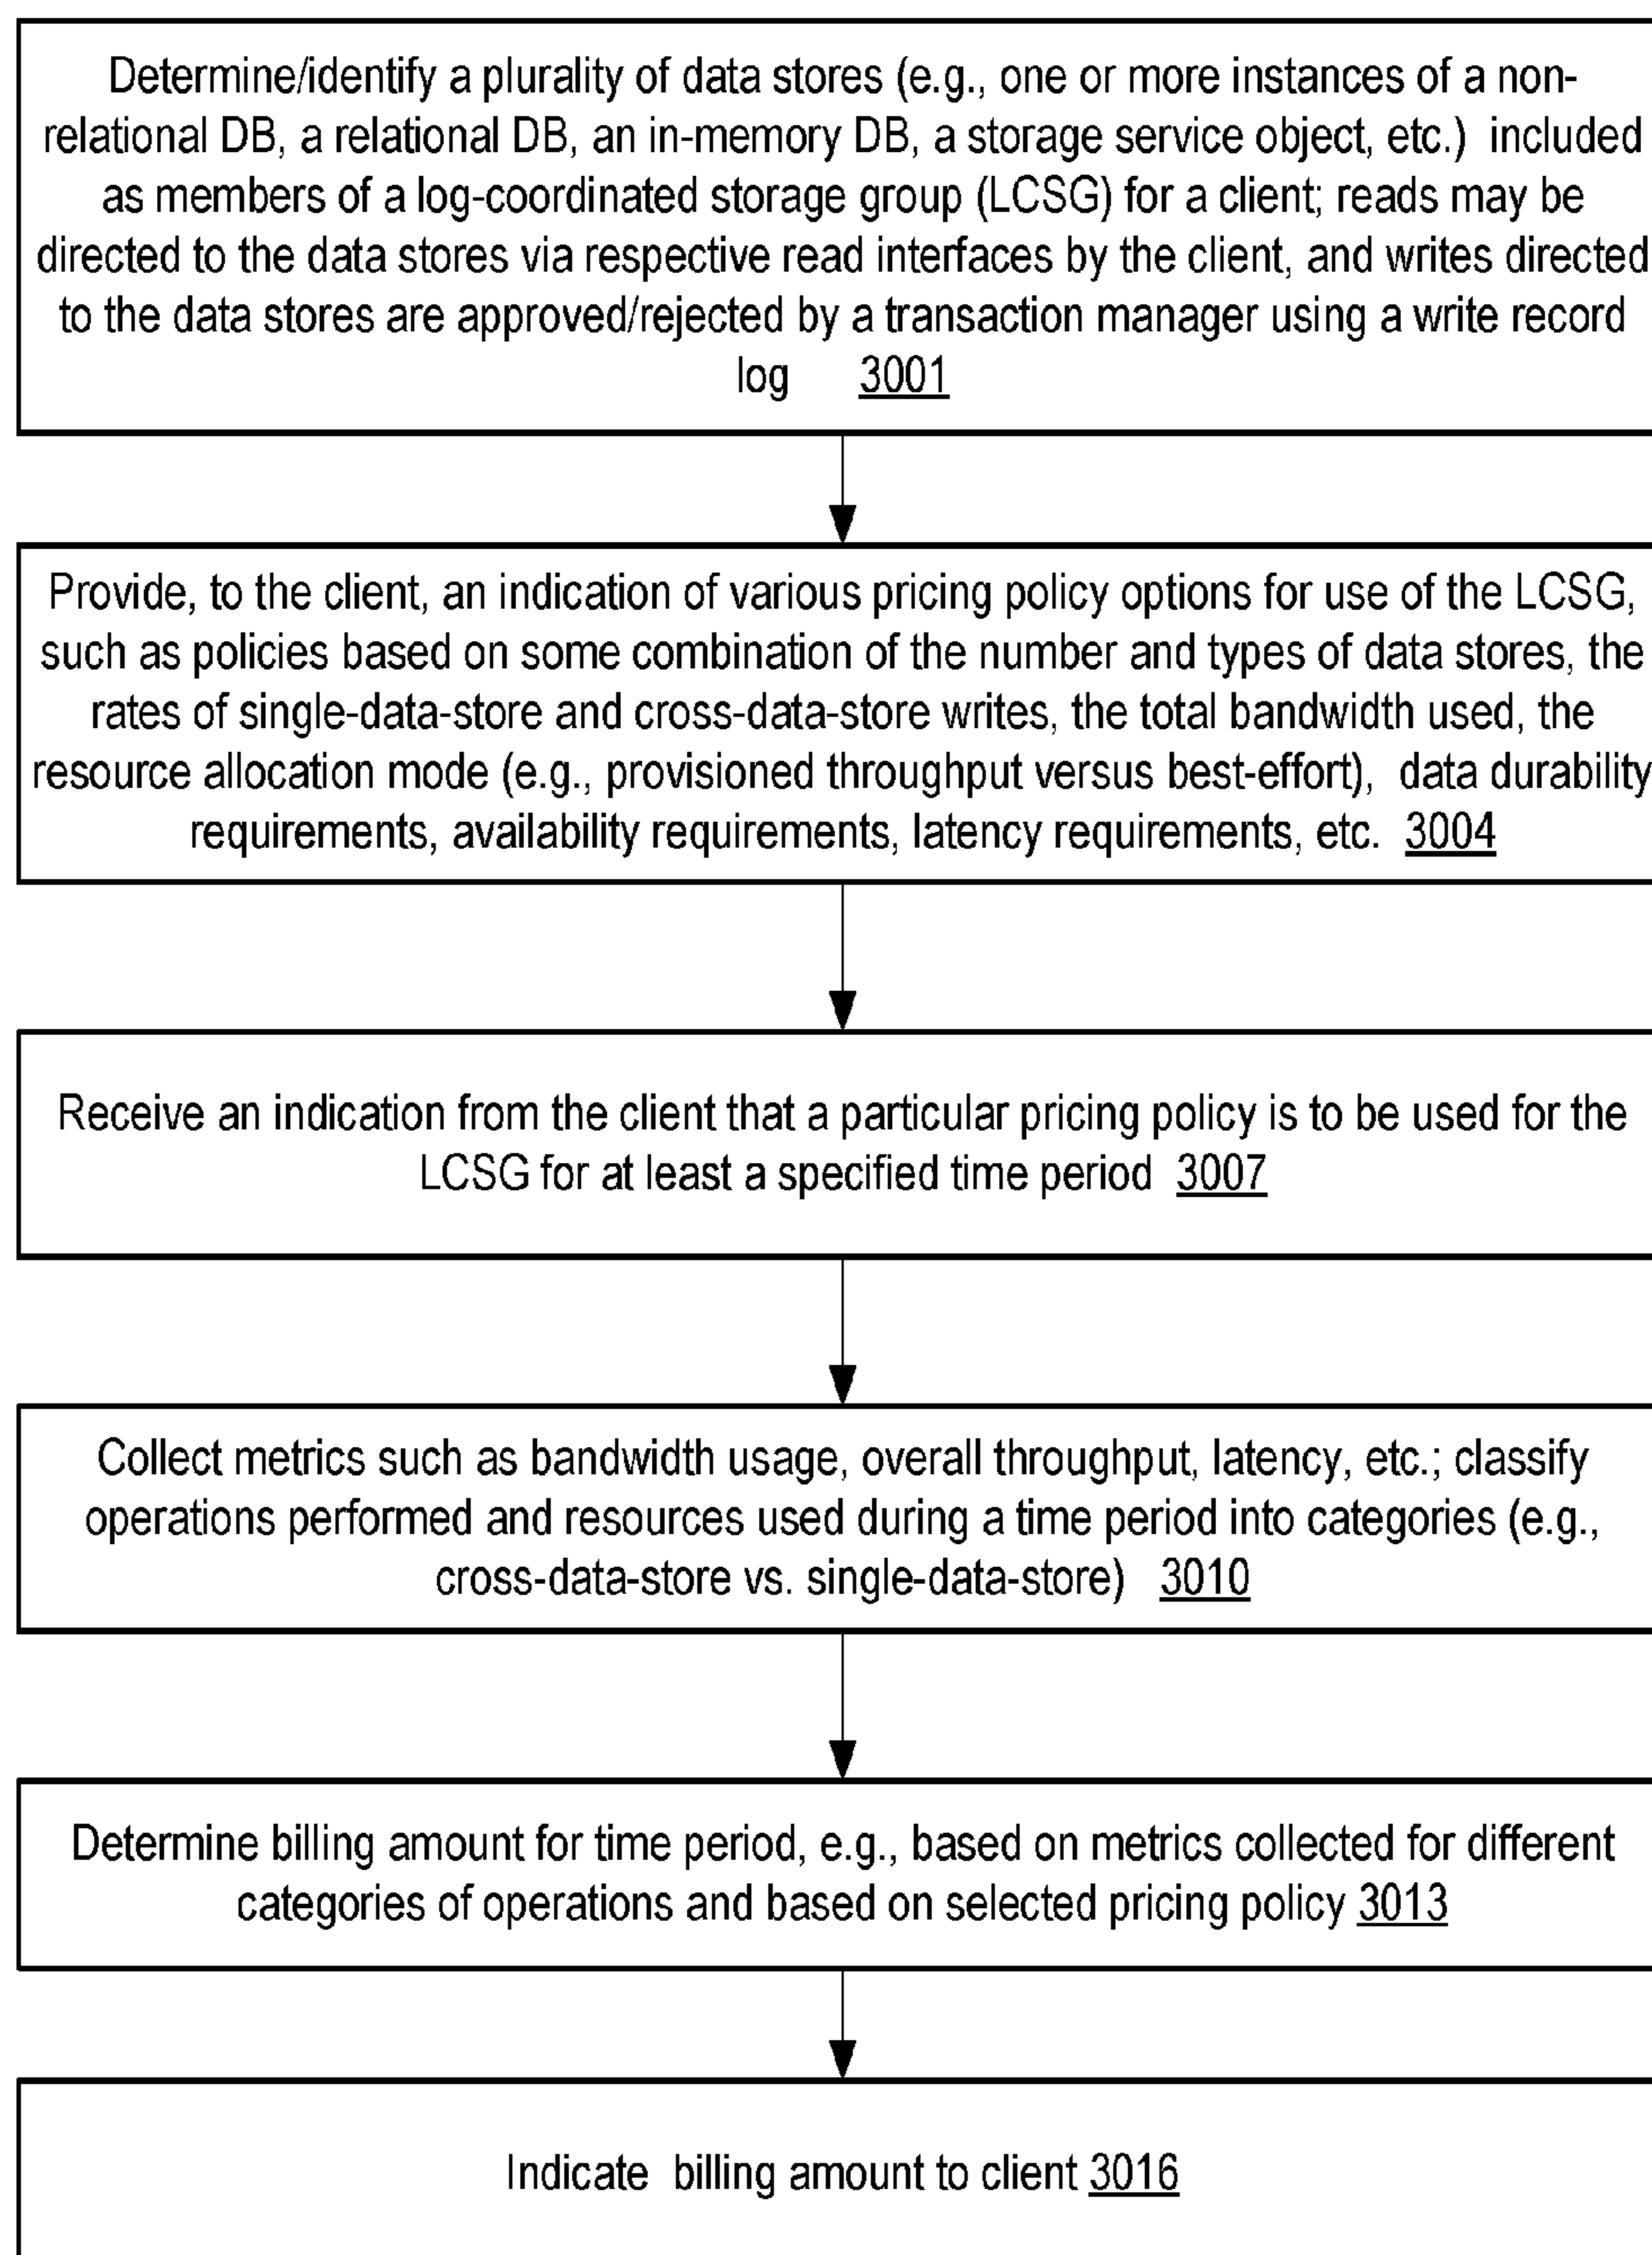 Determine/identify a plurality of data stores (e.g., one or more instances of a non-
relational DB, a relational DB, an in-memory DB, a storage service object, etc.) included
as members of a log-coordinated storage group (LCSG) for a client; reads may be
directed to the data stores via respective read interfaces by the client, and writes directed
to the data stores are approved/rejected by a transaction manager using a write record
log 3001
Provide, to the client, an indication of various pricing policy options for use of the LCSG,
such as policies based on some combination of the number and types of data stores, the
rates of single-data-store and cross-data-store writes, the total bandwidth used, the
resource allocation mode (e.g., provisioned throughput versus best-effort), data durability
requirements, availability requirements, latency requirements, etc. 3004
Receive an indication from the client that a particular pricing policy is to be used for the
LCSG for at least a specified time period 3007
Collect metrics such as bandwidth usage, overall throughput, latency, etc.; classify
operations performed and resources used during a time period into categories (e.g.,
cross-data-store vs. single-data-store) 3010
Determine billing amount for time period, e.g., based on metrics collected for different
categories of operations and based on selected pricing policy 3013
Indicate billing amount to client 3016